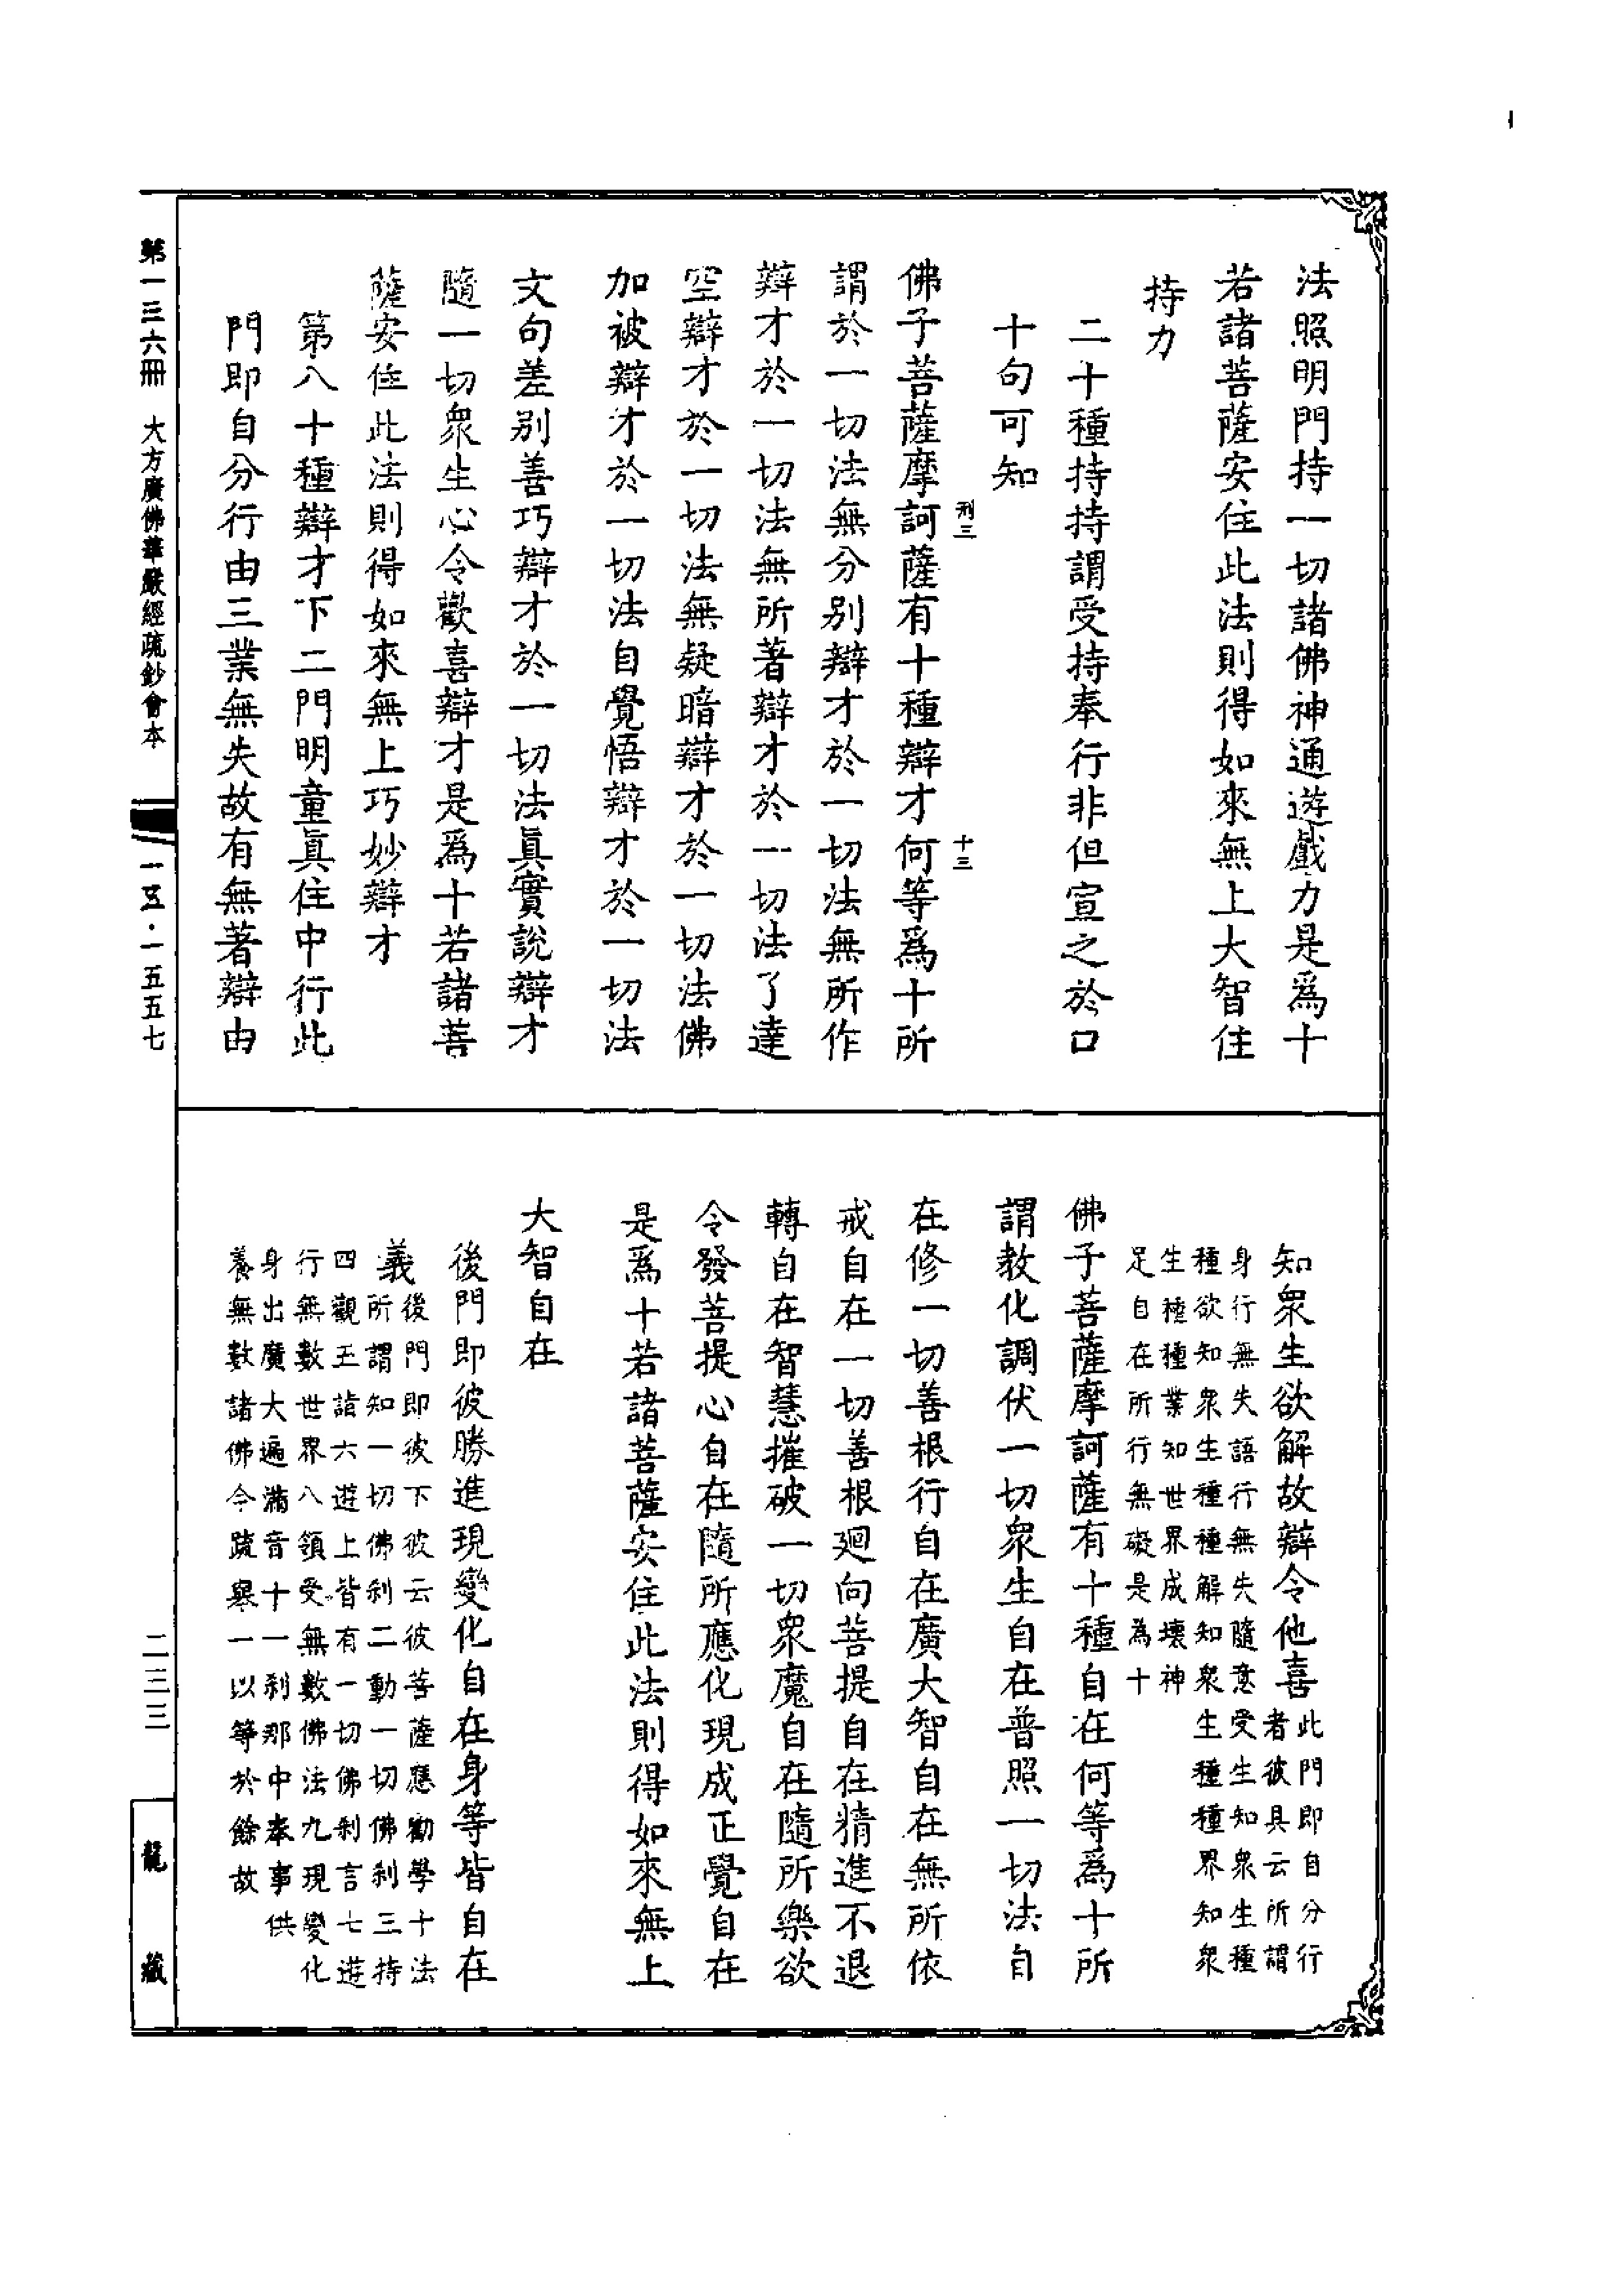 法照明門持一切諸佛神通遊戲力是爲十
若諸菩薩安住此法則得如來無上大智住
持力
二十種持持謂受持奉行非但宣之於口
十句可知
刑三
十三
佛子菩薩摩訶薩有十種辯才何等爲十所
謂於一切法無分别辯才於一切法無所作
辯才於一切法無所著辯才於一切法了達
空辯才於一切法無疑暗辯才於一切法佛
加被辯才於一切法自覺悟辯才於一切法
文句差别善巧辯才於一切法眞實說辯才
隨一切衆生心令歡喜辯才是爲十若諸菩
薩安住此法則得如來無上巧妙辯才
第八十種辯才下二門明童眞住中行此
門即自分行由三業無失故有無著辯由
知衆生欲解故辯令他喜
此門即自分行
者彼具云所謂
身行無失語行無失隨意受生知衆生種
種欲知衆生種種解知衆生種種界知衆
生種種業知世界成壞神
足自在所行無礙是為十
佛子菩薩摩訶薩有十種自在何等爲十所
謂教化調伏一切衆生自在普照一切法自
在修一切善根行自在廣大智自在無所依
戒自在一切善根廻向菩提自在精進不退
轉自在智慧摧破一切衆魔自在隨所樂欲
令發菩提心自在隨所應化現成正覺自在
是爲十若諸菩薩安住此法則得如來無上
大智自在
後門即彼勝進現變化自在身等皆自在
義
後門即彼下彼云彼菩薩應勸學十法
所謂知一切佛刹二動一切佛刹三持
四觀五詣六遊上皆有一切佛刹言七遊
行無數世界八領受無數佛法九現變化
身出廣大遍滿音十一刹那中奉事供
養無數諸佛今疏舉一以等於餘故
第一三六冊 大方廣佛華嚴經疏鈔會本
一五·一五五七
二三三
龍藏